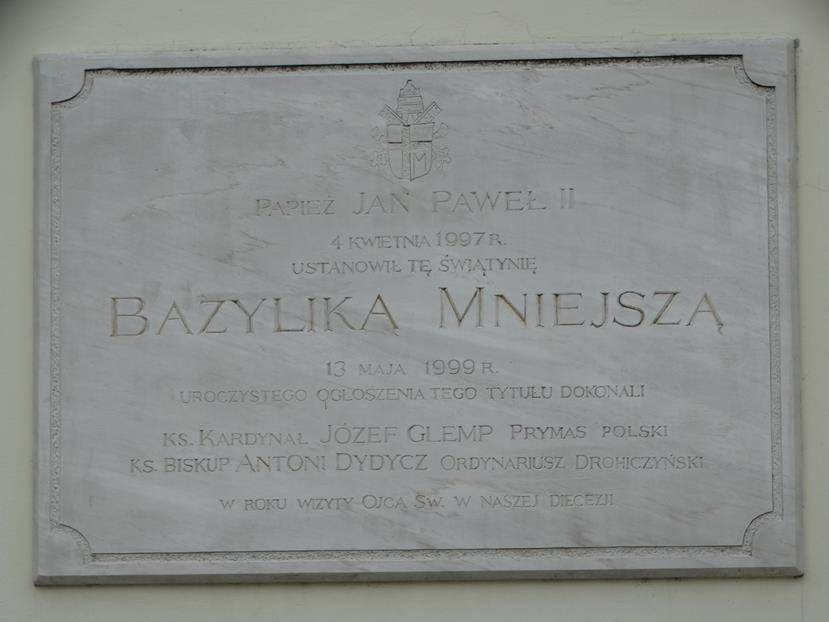 PAPIEŻ JAN PAWEŁ II
4 KWIETNIA 1997 R.
USTANOWIŁ TĘ ŚWIĄTYNIĘ
BAZYLIKĄ MNIEJSZĄ
13 MAJA 1999 R.
UROCZYSTEGO OGŁOSZENIA TEGO TYTUŁU DOKONALI
KS. KARDYNAŁ JÓZEF GLEMP PRYMAS POLSKI
KS. BISKUP ANTONI DYDYCZ ORDYNARIUSZ DROHICZYŃSKI
W ROKU WIZYTY OJCA ŚW. W NASZEJ DIECEZJI